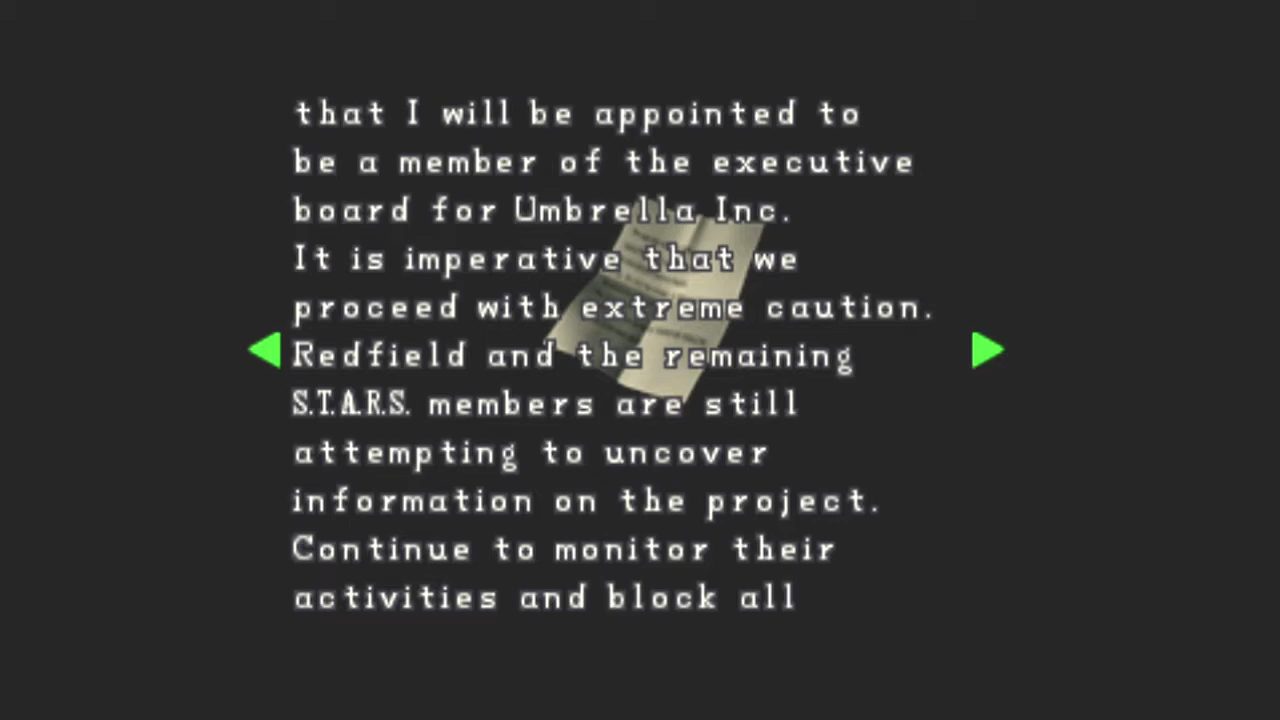 that I will be appointed to
be a member of the executive
board for Umbrella Inc.
It is imperative that we
proceed with extreme caution.
Redfield and the remaining
S.T.A.R.S. members are still
attempting to uncover
information on the project.
Continue to monitor their
activities and block all